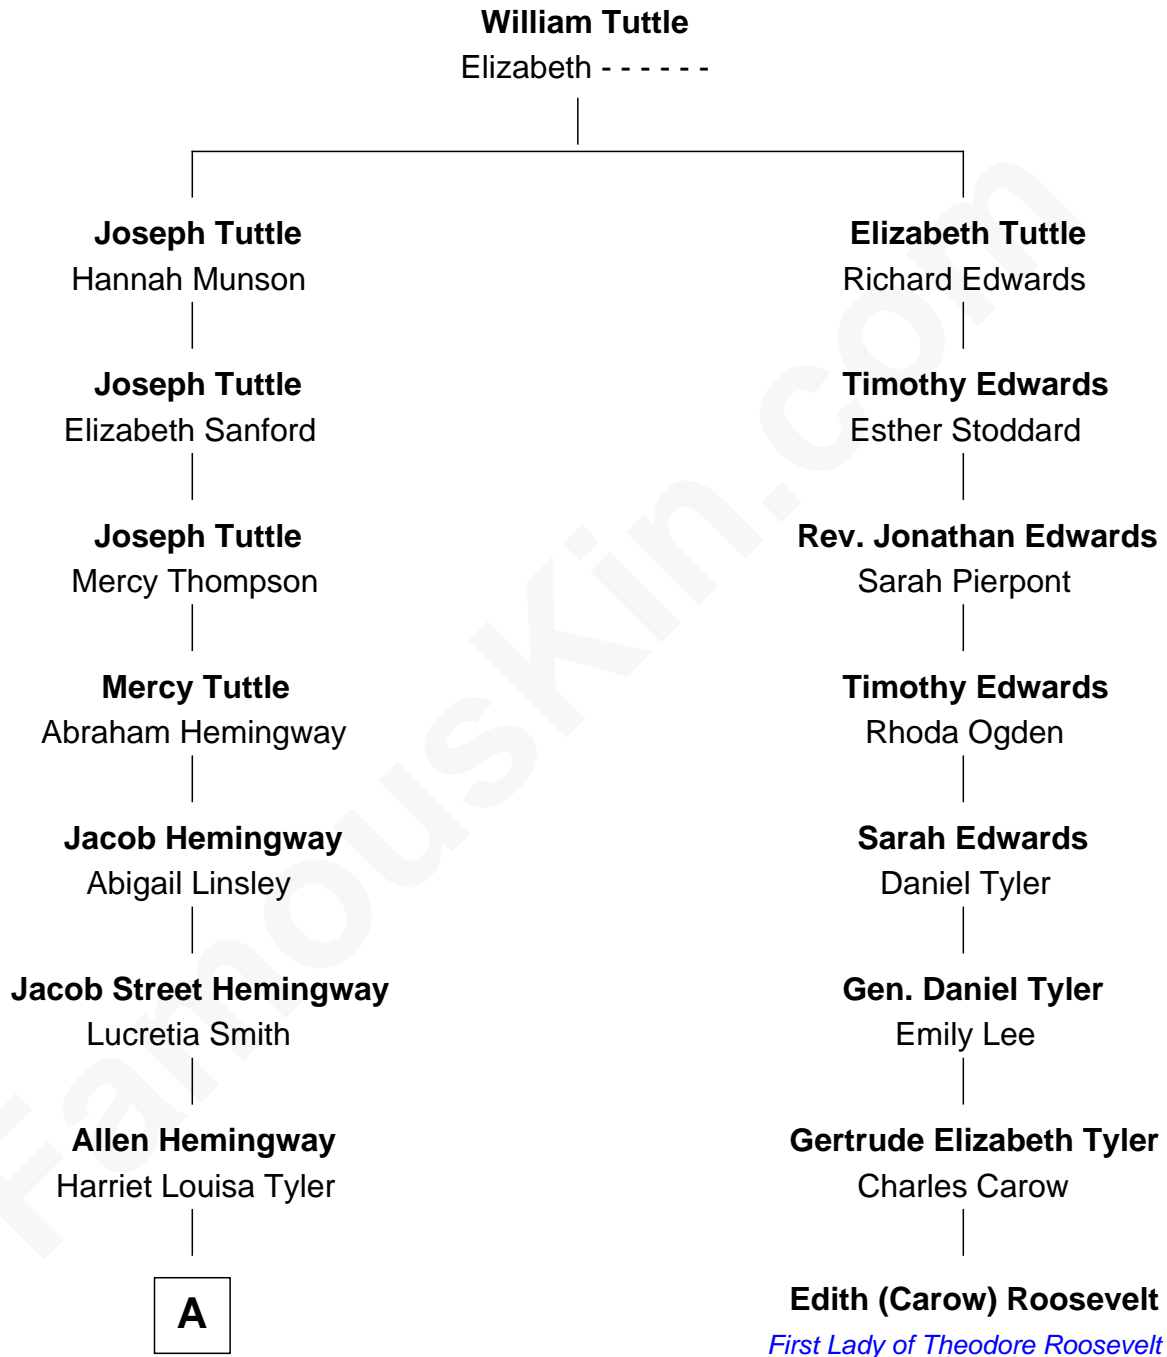 William Tuttle
Elizabeth - - - - - -
Joseph Tuttle
Hannah Munson
Elizabeth Tuttle
Richard Edwards
Joseph Tuttle
Elizabeth Sanford
Timothy Edwards
Esther Stoddard
Joseph Tuttle
Mercy Thompson
Rev. Jonathan Edwards
Sarah Pierpont
Mercy Tuttle
Abraham Hemingway
Timothy Edwards
Rhoda Ogden
Jacob Hemingway
Abigail Linsley
Sarah Edwards
Daniel Tyler
Jacob Street Hemingway
Lucretia Smith
Gen. Daniel Tyler
Emily Lee
Allen Hemingway
Harriet Louisa Tyler
Gertrude Elizabeth Tyler
Charles Carow
A
Edith (Carow) Roosevelt
First Lady of Theodore Roosevelt
FamousKin.com